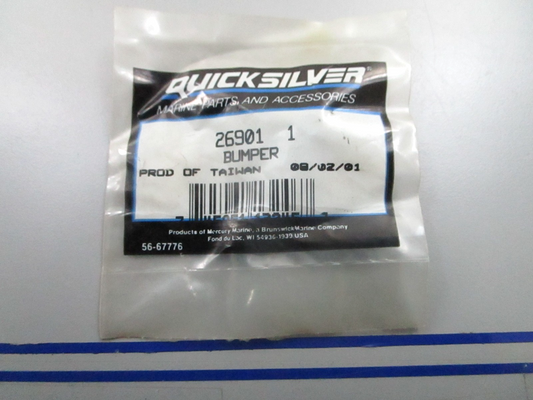 QUICKSILVER
MARINE PARTS AND ACCESSORIES
26901 1
BUMPER
PROD OF TAIWAN 08/02/01
Products of Mercury Marine, a Brunswick Marine Company
Fond du Lac, WI 54936-1939 USA
56-67776